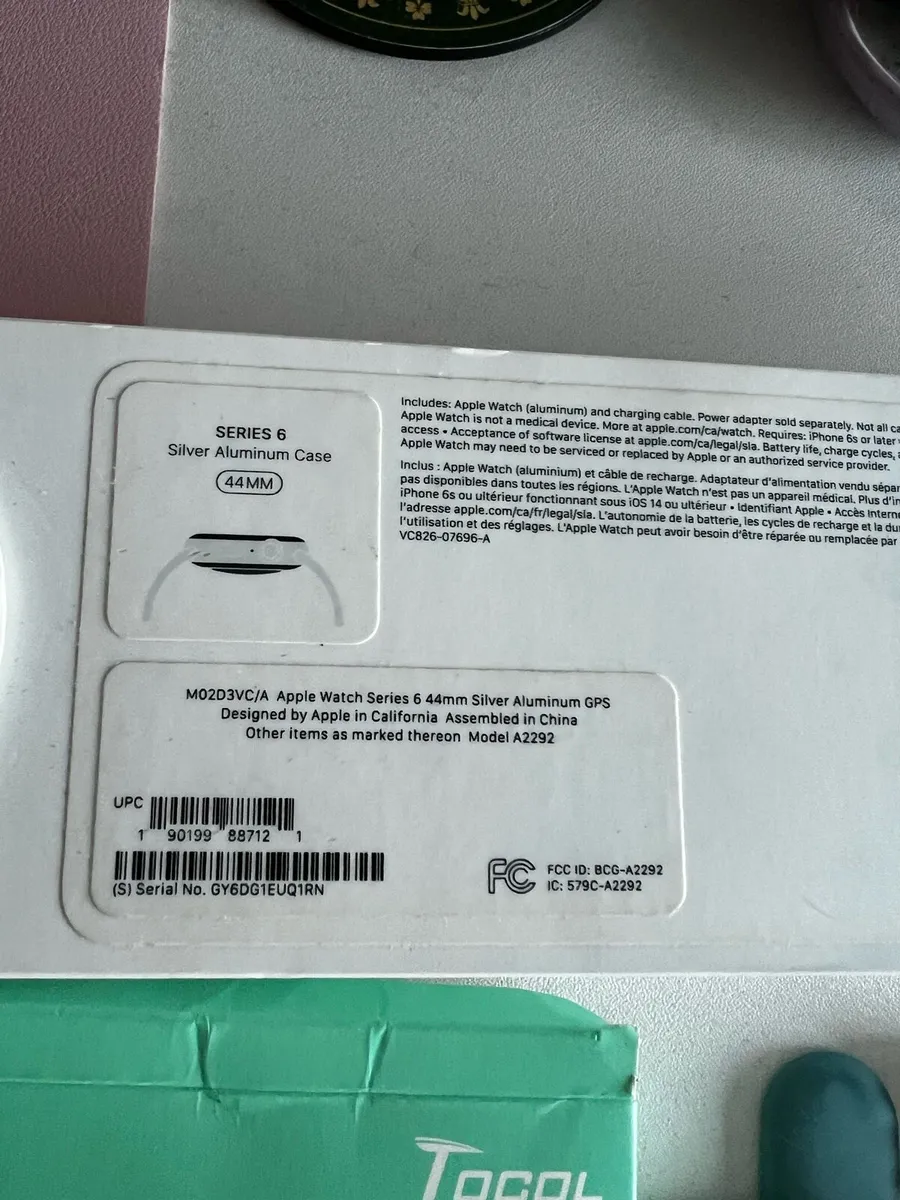 SERIES 6
Silver Aluminum Case
44MM
Includes: Apple Watch (aluminum) and charging cable. Power adapter sold separately. Not all
Apple Watch is not a medical device. More at apple.com/ca/watch. Requires: iPhone 6s or later
access • Acceptance of software license at apple.com/ca/legal/sla. Battery life, charge cycles,
Apple Watch may need to be serviced or replaced by Apple or an authorized service provider.
Inclus : Apple Watch (aluminium) et câble de recharge. Adaptateur d'alimentation vendu
pas disponibles dans toutes les régions. L'Apple Watch n'est pas un appareil médical. Plus
iPhone 6s ou ultérieur fonctionnant sous iOS 14 ou ultérieur • Identifiant Apple • Accès
l'adresse apple.com/ca/fr/legal/sla. L'autonomie de la batterie, les cycles de recharge et la
l'utilisation et des réglages. L'Apple Watch peut avoir besoin d'être réparée ou remplacée par
VC826-07696-A
M02D3VC/A Apple Watch Series 6 44mm Silver Aluminum GPS
Designed by Apple in California Assembled in China
Other items as marked thereon Model A2292
UPC
1 90199 88712 1
(S) Serial No. GY6DG1EUQ1RN
FC
FCC ID: BCG-A2292
IC: 579C-A2292
TOCOL